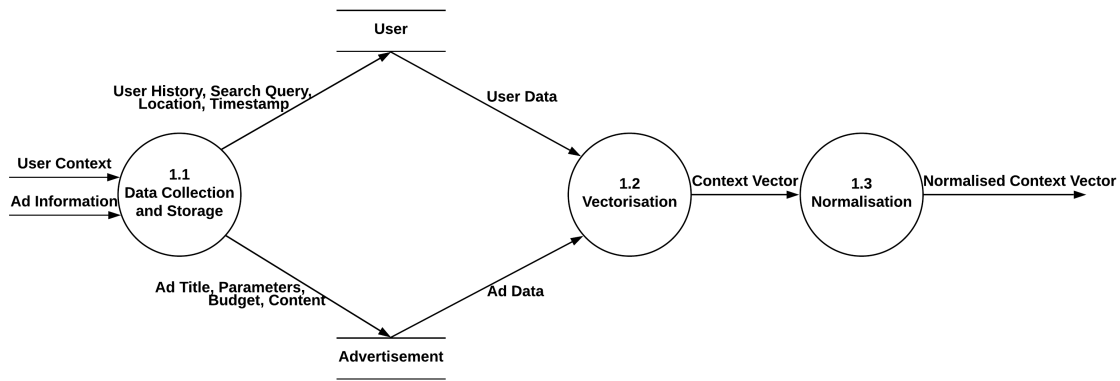 User
User History, Search Query,
Location, Timestamp
User Data
User Context
Ad Information
1.1
Data Collection
and Storage
1.2
Vectorisation
Context Vector
1.3
Normalisation
Normalised Context Vector
Ad Title, Parameters,
Budget, Content
Ad Data
Advertisement